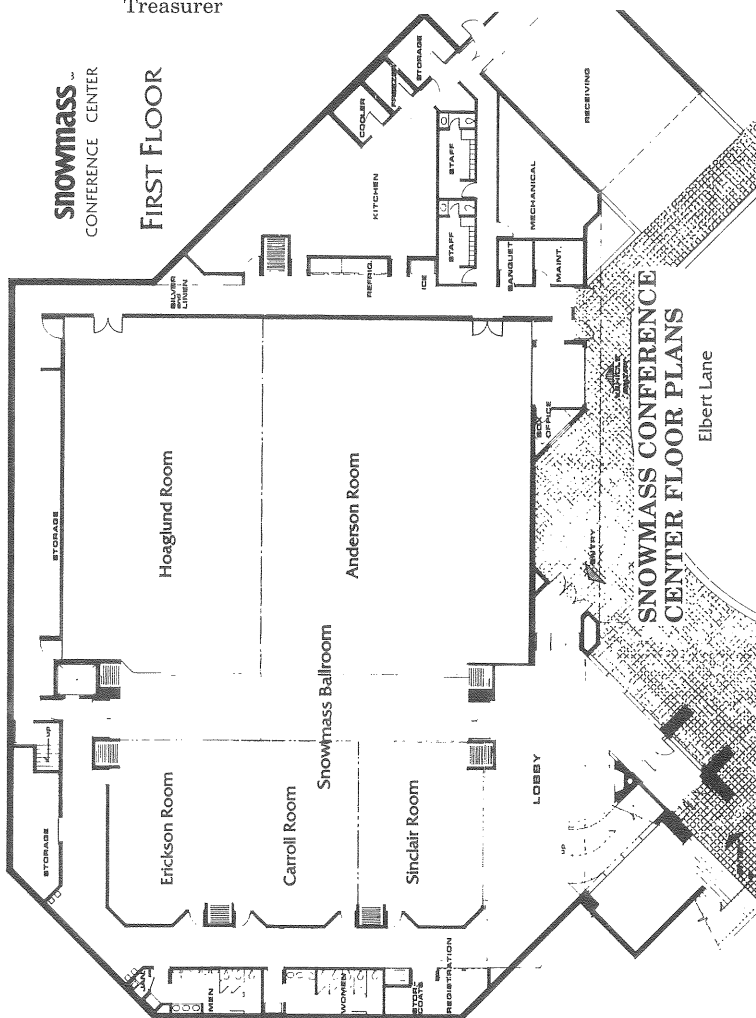 Treasurer
snowmass
CONFERENCE CENTER
FIRST FLOOR
STORAGE
FREEZER
COOLER
KITCHEN
STAFF
STAFF
RECEIVING
MECHANICAL
SILVER
and
LINEN
REFRIG.
ICE
BANQUET
MAINT.
Hoaglund Room
Anderson Room
STORAGE
BOX
OFFICE
VEHICLE
ENTRY
SNOWMASS CONFERENCE
CENTER FLOOR PLANS
Elbert Lane
Snowmass Ballroom
UP
STORAGE
Erickson Room
Carroll Room
Sinclair Room
LOBBY
UP
JAN.
MEN
WOMEN
STOR.
COATS
REGISTRATION